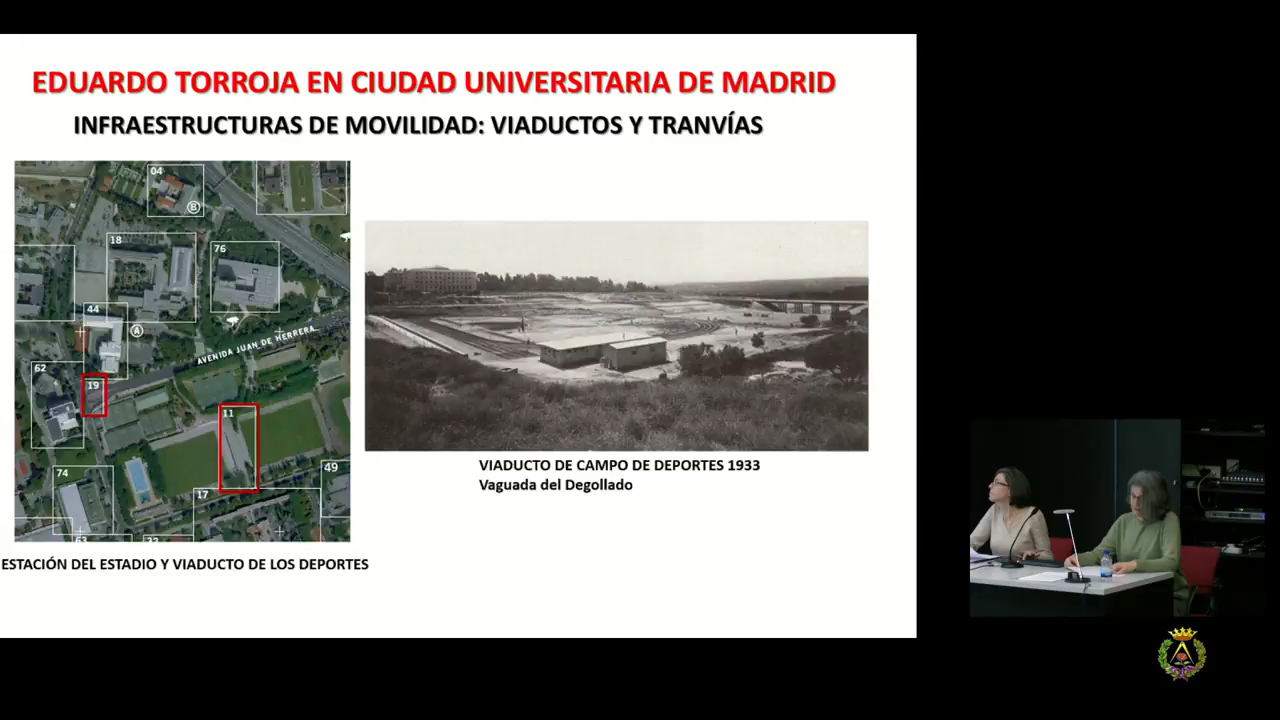 EDUARDO TORROJA EN CIUDAD UNIVERSITARIA DE MADRID
INFRAESTRUCTURAS DE MOVILIDAD: VIADUCTOS Y TRANVÍAS
04
B
18
76
44
A
AVENIDA JUAN DE HERRERA
62
19
11
74
49
17
63
22
VIADUCTO DE CAMPO DE DEPORTES 1933
Vaguada del Degollado
ESTACIÓN DEL ESTADIO Y VIADUCTO DE LOS DEPORTES